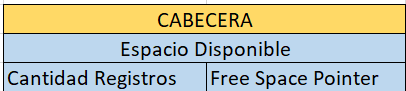 CABECERA
Espacio Disponible
Cantidad Registros Free Space Pointer